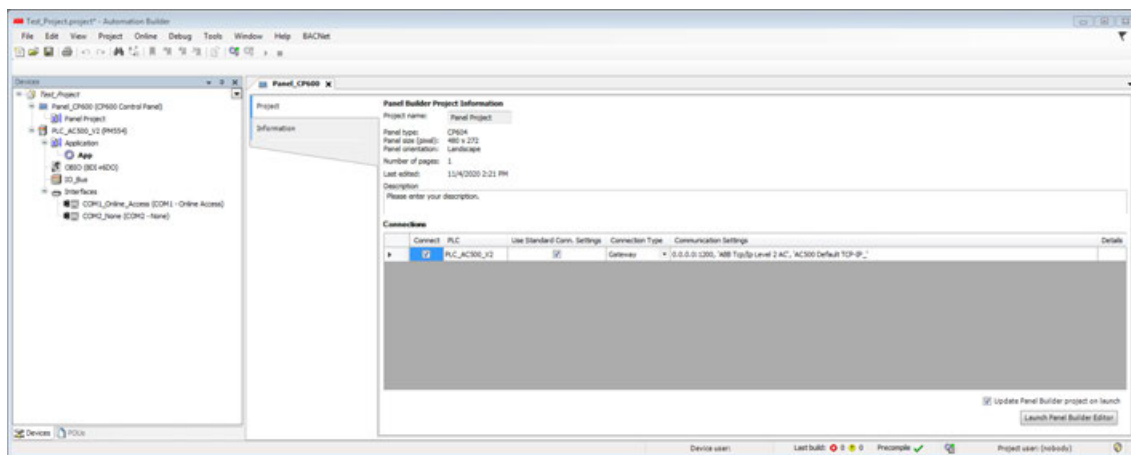 Test_Project.project* - Automation Builder
File Edit View Project Online Debug Tools Window Help BACNet
Devices
Test_Project
Panel_CP600 (CP600 Control Panel)
Panel Project
PLC_AC500_V2 (PM554)
Application
App
OBIO (8DI+6DO)
IO_Bus
Interfaces
COM1_Online_Access (COM1 - Online Access)
COM2_None (COM2 - None)
Devices POUs
Panel_CP600
Project
Information
Panel Builder Project Information
Project name: Panel Project
Panel type: CP604
Panel size (pixel): 480 x 272
Panel orientation: Landscape
Number of pages: 1
Last edited: 11/4/2020 2:21 PM
Description
Please enter your description.
Connections
Connect PLC Use Standard Conn. Settings Connection Type Communication Settings Details
PLC_AC500_V2 Gateway 0.0.0.0:1200, 'ABB Tcp/Ip Level 2 AC', 'AC500 Default TCP-IP_'
Update Panel Builder project on launch
Launch Panel Builder Editor
Device user: Last build: 0 0 Precompile Project user: (nobody)